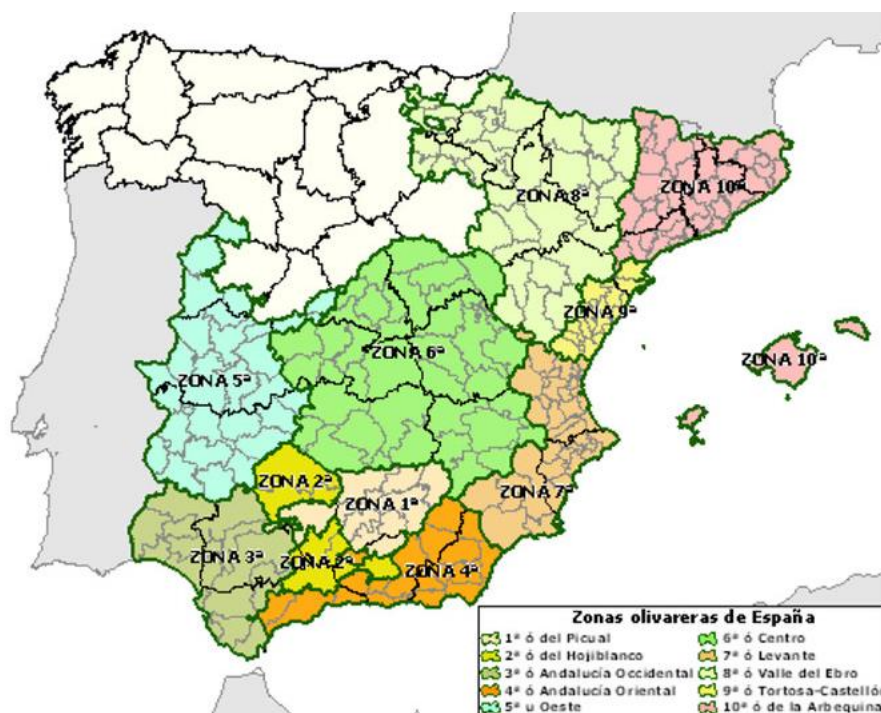 ZONA 8ª
ZONA 10ª
ZONA 9ª
ZONA 6ª
ZONA 10ª
ZONA 5ª
ZONA 2ª
ZONA 1ª
ZONA 7ª
ZONA 3ª
ZONA 2ª
ZONA 4ª
Zonas olivareras de España
1ª ó del Picual
2ª ó del Hojiblanco
3ª ó Andalucía Occidental
4ª ó Andalucía Oriental
5ª u Oeste
6ª ó Centro
7ª ó Levante
8ª ó Valle del Ebro
9ª ó Tortosa-Castellón
10ª ó de la Arbequina